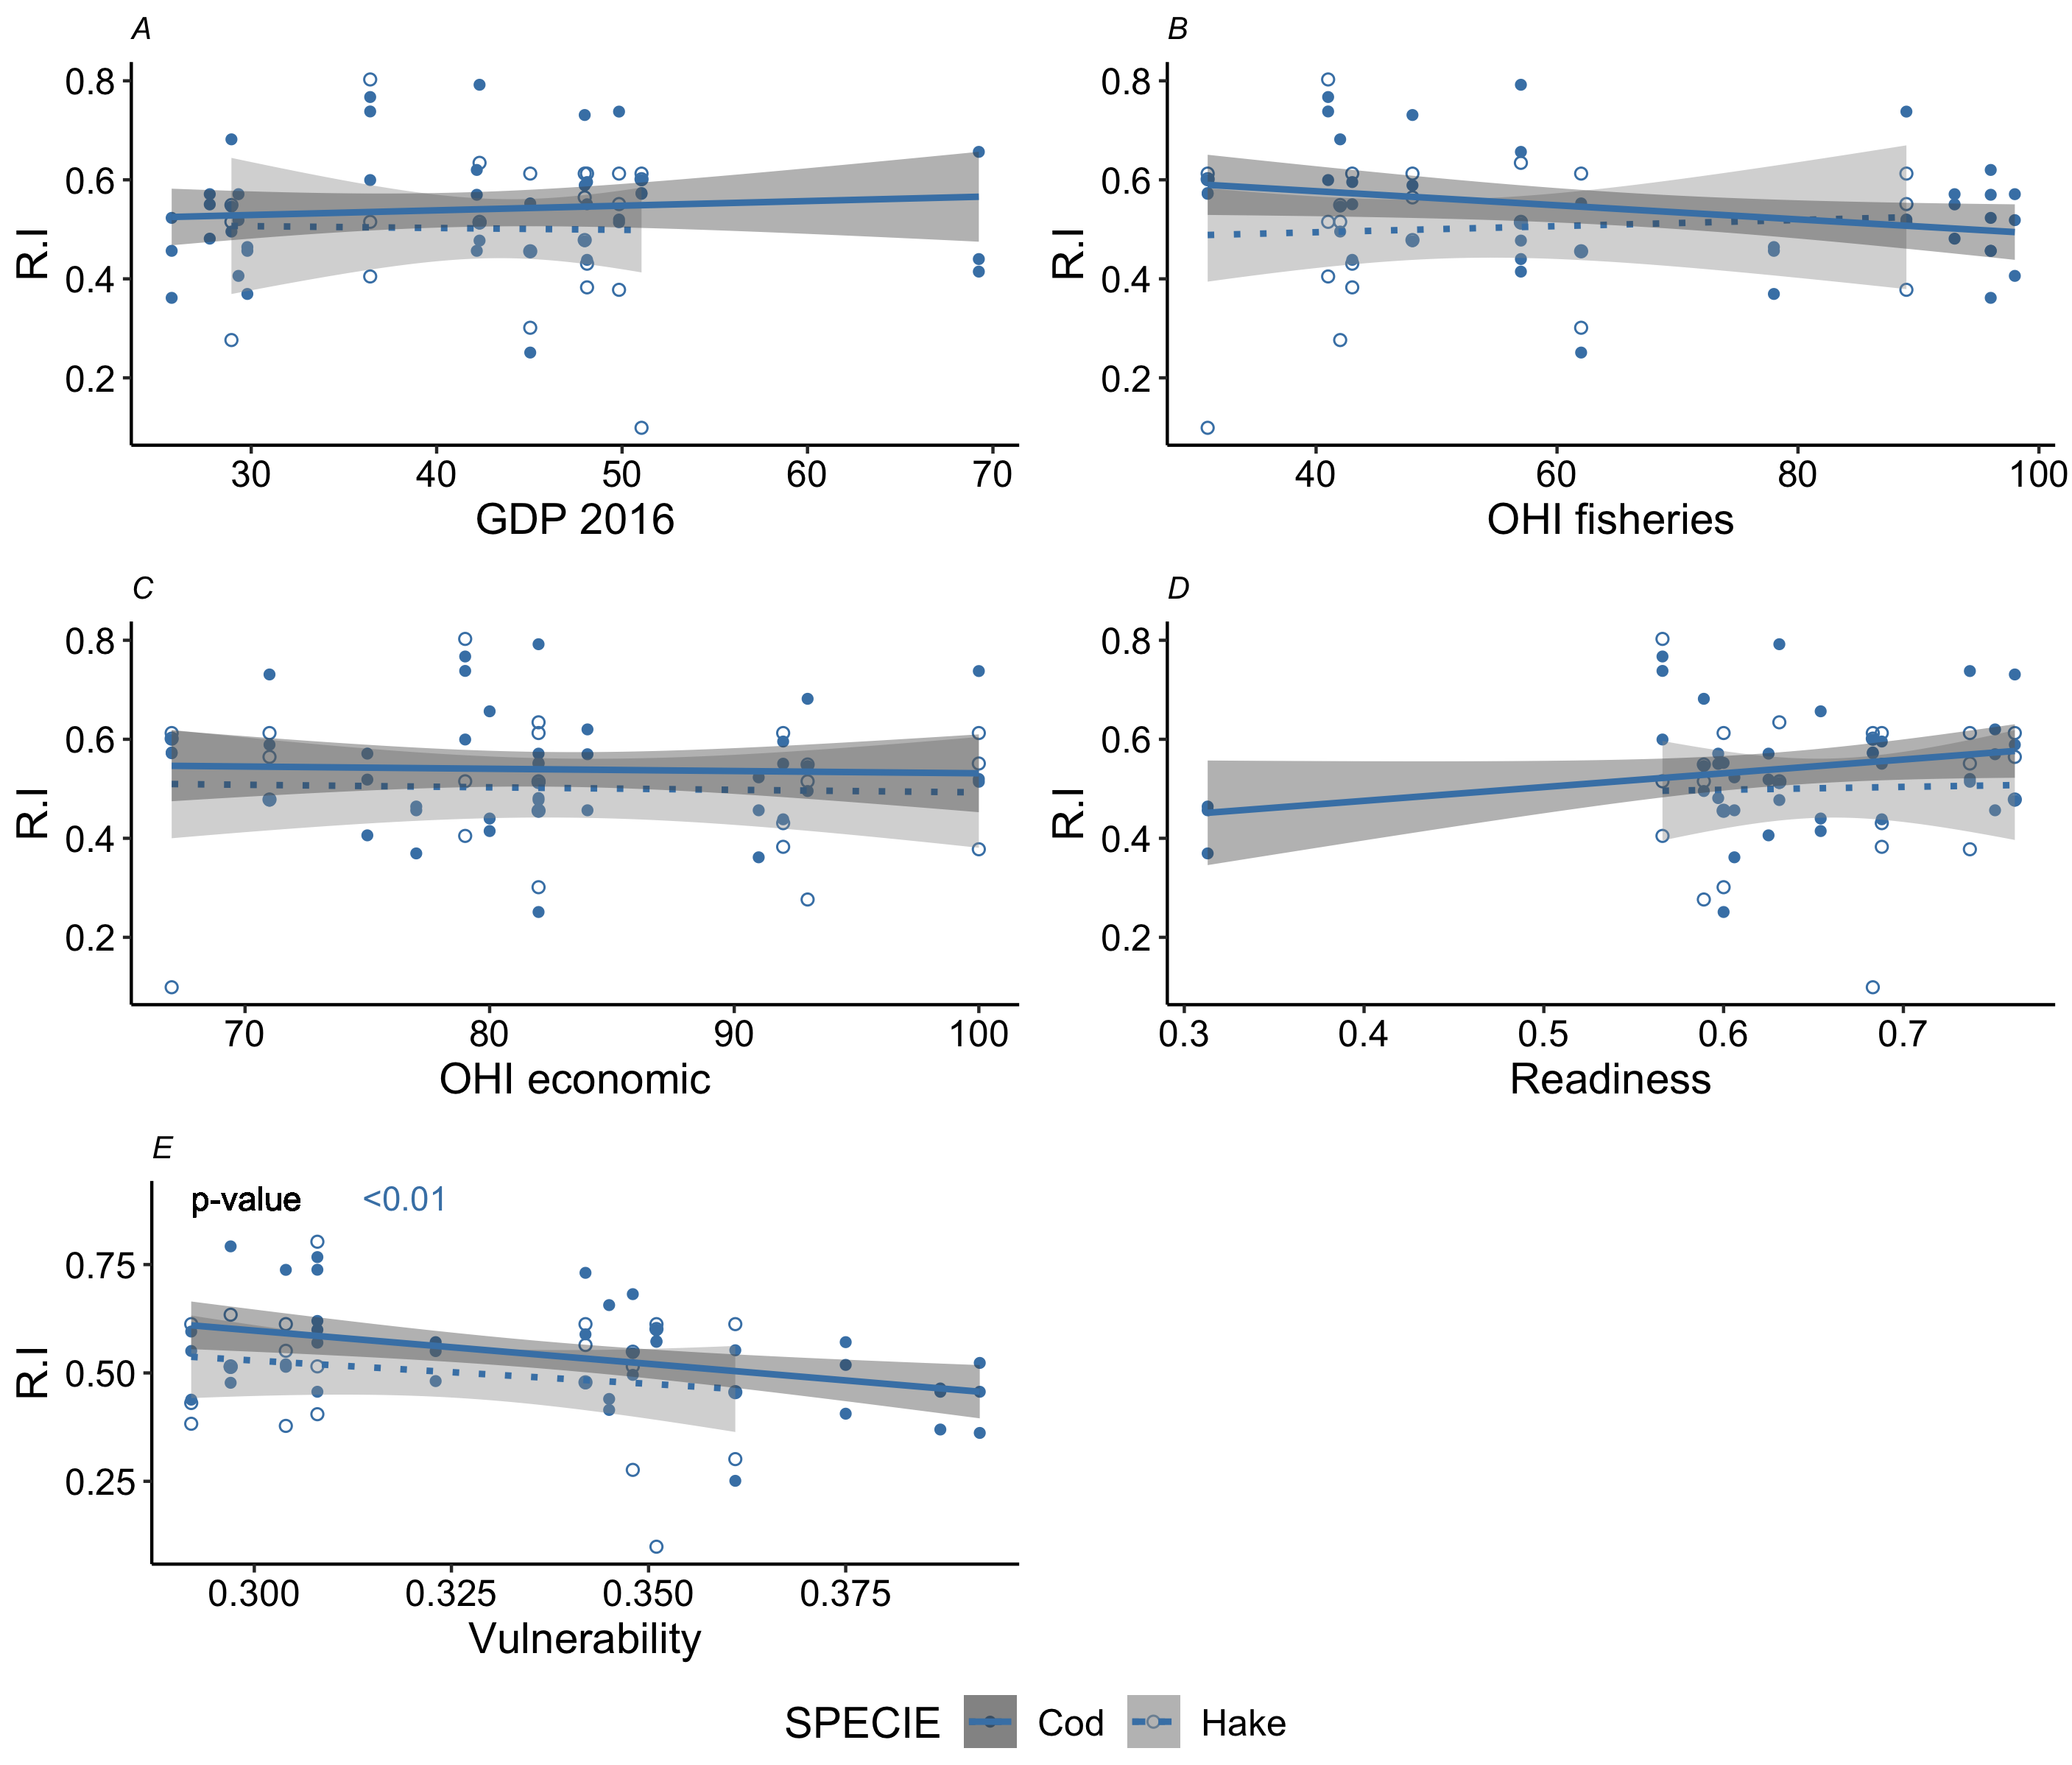 A
R.I
0.8
0.6
0.4
0.2
30 40 50 60 70
GDP 2016
B
R.I
0.8
0.6
0.4
0.2
40 60 80 100
OHI fisheries
C
R.I
0.8
0.6
0.4
0.2
70 80 90 100
OHI economic
D
R.I
0.8
0.6
0.4
0.2
0.3 0.4 0.5 0.6 0.7
Readiness
E
p-value <0.01
R.I
0.75
0.50
0.25
0.300 0.325 0.350 0.375
Vulnerability
SPECIE Cod Hake